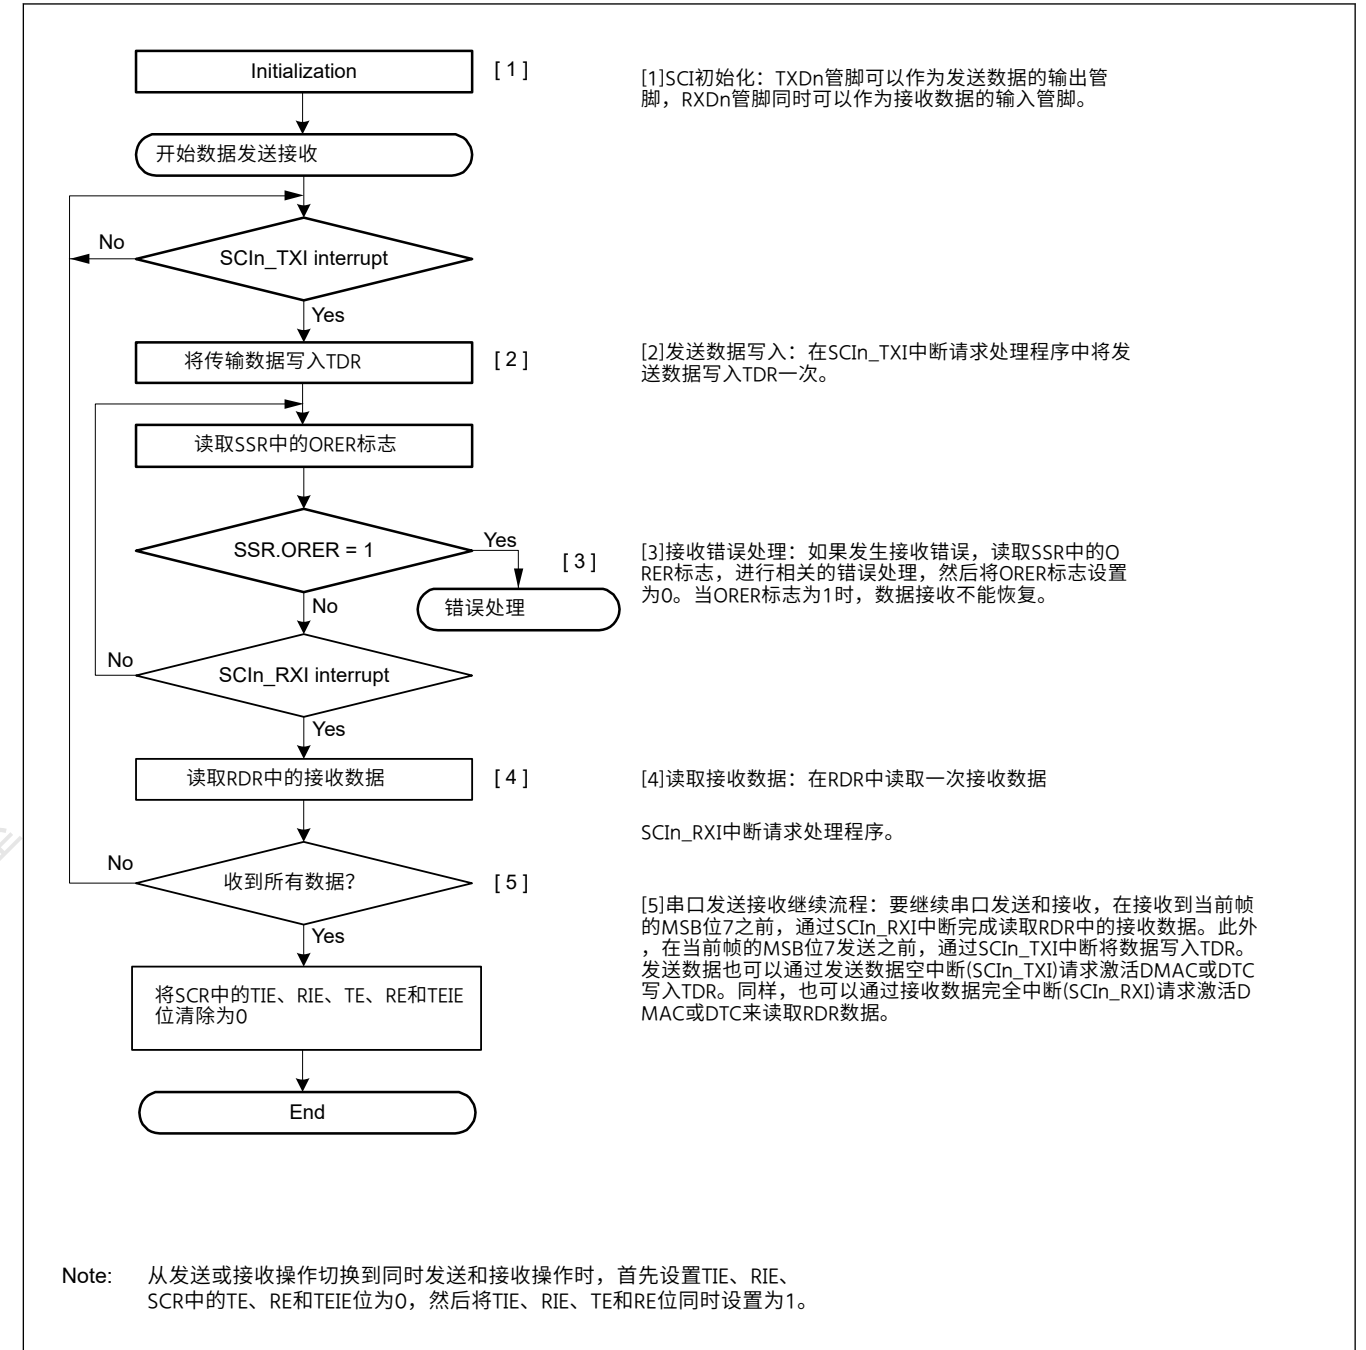 Initialization
[ 1 ]
[1]SCI初始化：TXDn管脚可以作为发送数据的输出管
脚，RXDn管脚同时可以作为接收数据的输入管脚。
开始数据发送接收
No
SCIn_TXI interrupt
Yes
将传输数据写入TDR
[ 2 ]
[2]发送数据写入：在SCIn_TXI中断请求处理程序中将发
送数据写入TDR一次。
读取SSR中的ORER标志
SSR.ORER = 1
Yes
[ 3 ]
[3]接收错误处理：如果发生接收错误，读取SSR中的O
RER标志，进行相关的错误处理，然后将ORER标志设置
为0。当ORER标志为1时，数据接收不能恢复。
错误处理
No
No
SCIn_RXI interrupt
Yes
读取RDR中的接收数据
[ 4 ]
[4]读取接收数据：在RDR中读取一次接收数据
SCIn_RXI中断请求处理程序。
No
收到所有数据？
[ 5 ]
[5]串口发送接收继续流程：要继续串口发送和接收，在接收到当前帧
的MSB位7之前，通过SCIn_RXI中断完成读取RDR中的接收数据。此外
，在当前帧的MSB位7发送之前，通过SCIn_TXI中断将数据写入TDR。
发送数据也可以通过发送数据空中断(SCIn_TXI)请求激活DMAC或DTC
写入TDR。同样，也可以通过接收数据完全中断(SCIn_RXI)请求激活D
MAC或DTC来读取RDR数据。
Yes
将SCR中的TIE、RIE、TE、RE和TEIE
位清除为0
End
Note:
从发送或接收操作切换到同时发送和接收操作时，首先设置TIE、RIE、
SCR中的TE、RE和TEIE位为0，然后将TIE、RIE、TE和RE位同时设置为1。